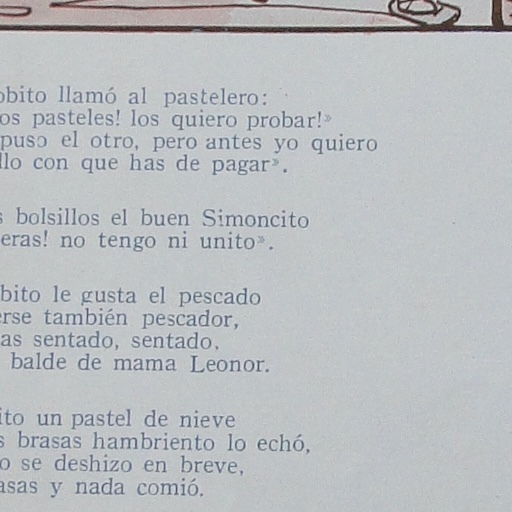 obito llamó al pastelero:
os pasteles! los quiero probar!»
puso el otro, pero antes yo quiero
llo con que has de pagar».
s bolsillos el buen Simoncito
eras! no tengo ni unito».
bito le gusta el pescado
erse también pescador,
as sentado, sentado,
balde de mama Leonor.
ito un pastel de nieve
s brasas hambriento lo echó,
o se deshizo en breve,
asas y nada comió.